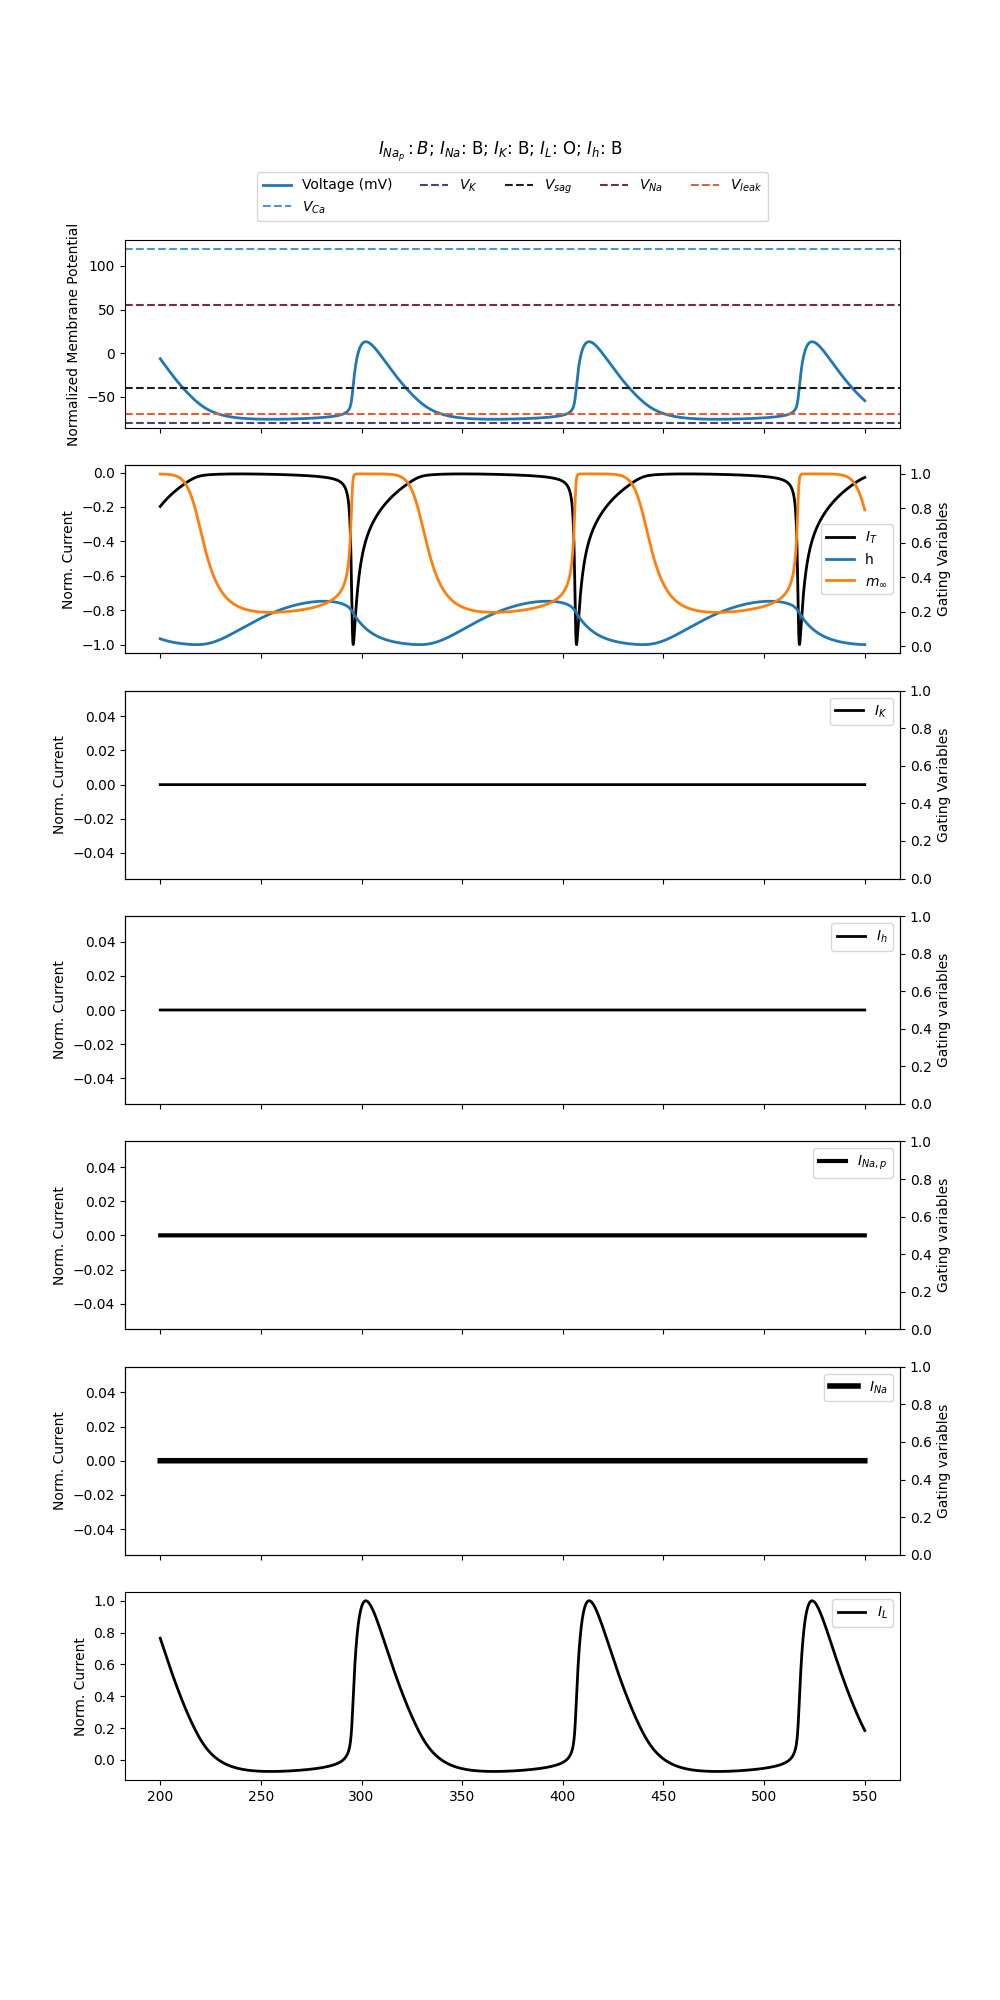 I_{Na_p} : B; I_{Na}: B; I_K: B; I_L: O; I_h: B
Voltage (mV) V_K V_{sag} V_{Na} V_{leak}
V_{Ca}
Normalized Membrane Potential
100
50
0
−50
Norm. Current
0.0
−0.2
−0.4
−0.6
−0.8
−1.0
I_T
h
m_∞
1.0
0.8
0.6
0.4
0.2
0.0
Gating Variables
Norm. Current
0.04
0.02
0.00
−0.02
−0.04
I_K
1.0
0.8
0.6
0.4
0.2
0.0
Gating Variables
Norm. Current
0.04
0.02
0.00
−0.02
−0.04
I_h
1.0
0.8
0.6
0.4
0.2
0.0
Gating variables
Norm. Current
0.04
0.02
0.00
−0.02
−0.04
I_{Na,p}
1.0
0.8
0.6
0.4
0.2
0.0
Gating variables
Norm. Current
0.04
0.02
0.00
−0.02
−0.04
I_{Na}
1.0
0.8
0.6
0.4
0.2
0.0
Gating variables
Norm. Current
1.0
0.8
0.6
0.4
0.2
0.0
I_L
200 250 300 350 400 450 500 550